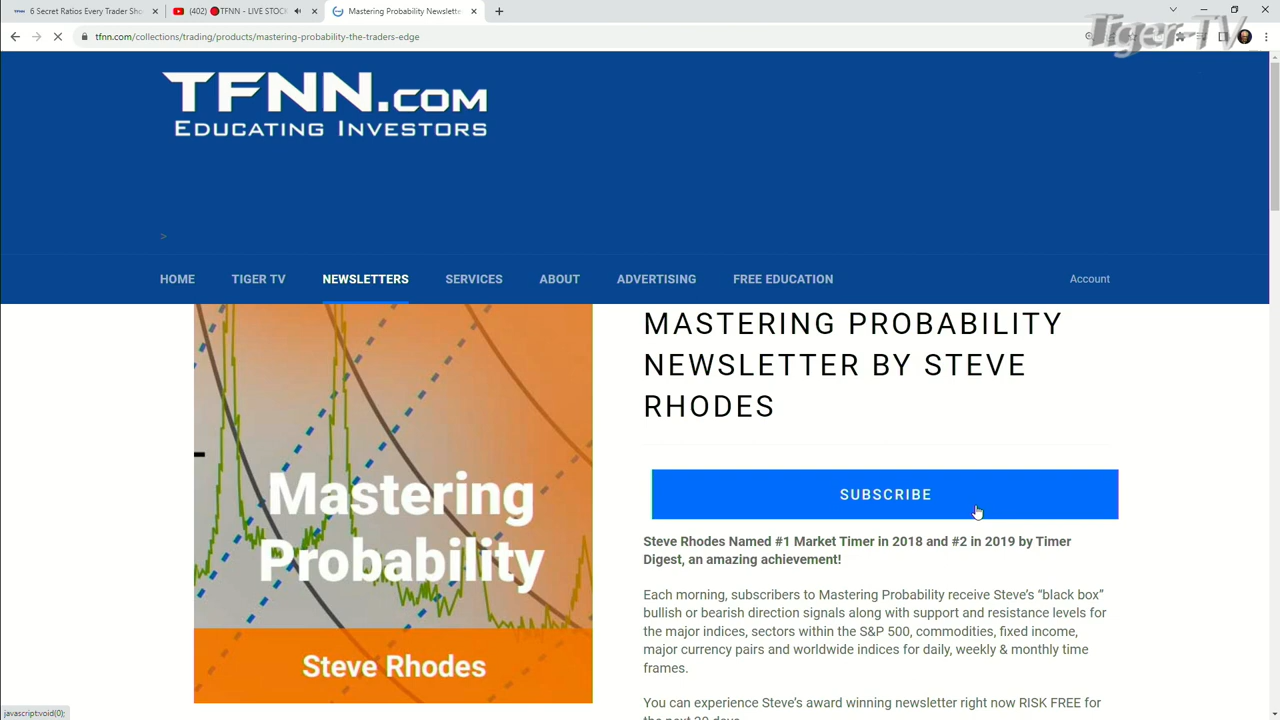 6 Secret Ratios Every Trader Sho
(402) 🔴TFNN - LIVE STOCK
Mastering Probability Newslette
tfnn.com/collections/trading/products/mastering-probability-the-traders-edge
Tiger-TV
TFNN.COM
EDUCATING INVESTORS
>
HOME TIGER TV NEWSLETTERS SERVICES ABOUT ADVERTISING FREE EDUCATION Account
MASTERING PROBABILITY
NEWSLETTER BY STEVE
RHODES
Mastering
Probability
Steve Rhodes
SUBSCRIBE
Steve Rhodes Named #1 Market Timer in 2018 and #2 in 2019 by Timer
Digest, an amazing achievement!
Each morning, subscribers to Mastering Probability receive Steve's “black box”
bullish or bearish direction signals along with support and resistance levels for
the major indices, sectors within the S&P 500, commodities, fixed income,
major currency pairs and worldwide indices for daily, weekly & monthly time
frames.
You can experience Steve's award winning newsletter right now RISK FREE for
the next 30 days
javascript:void(0);